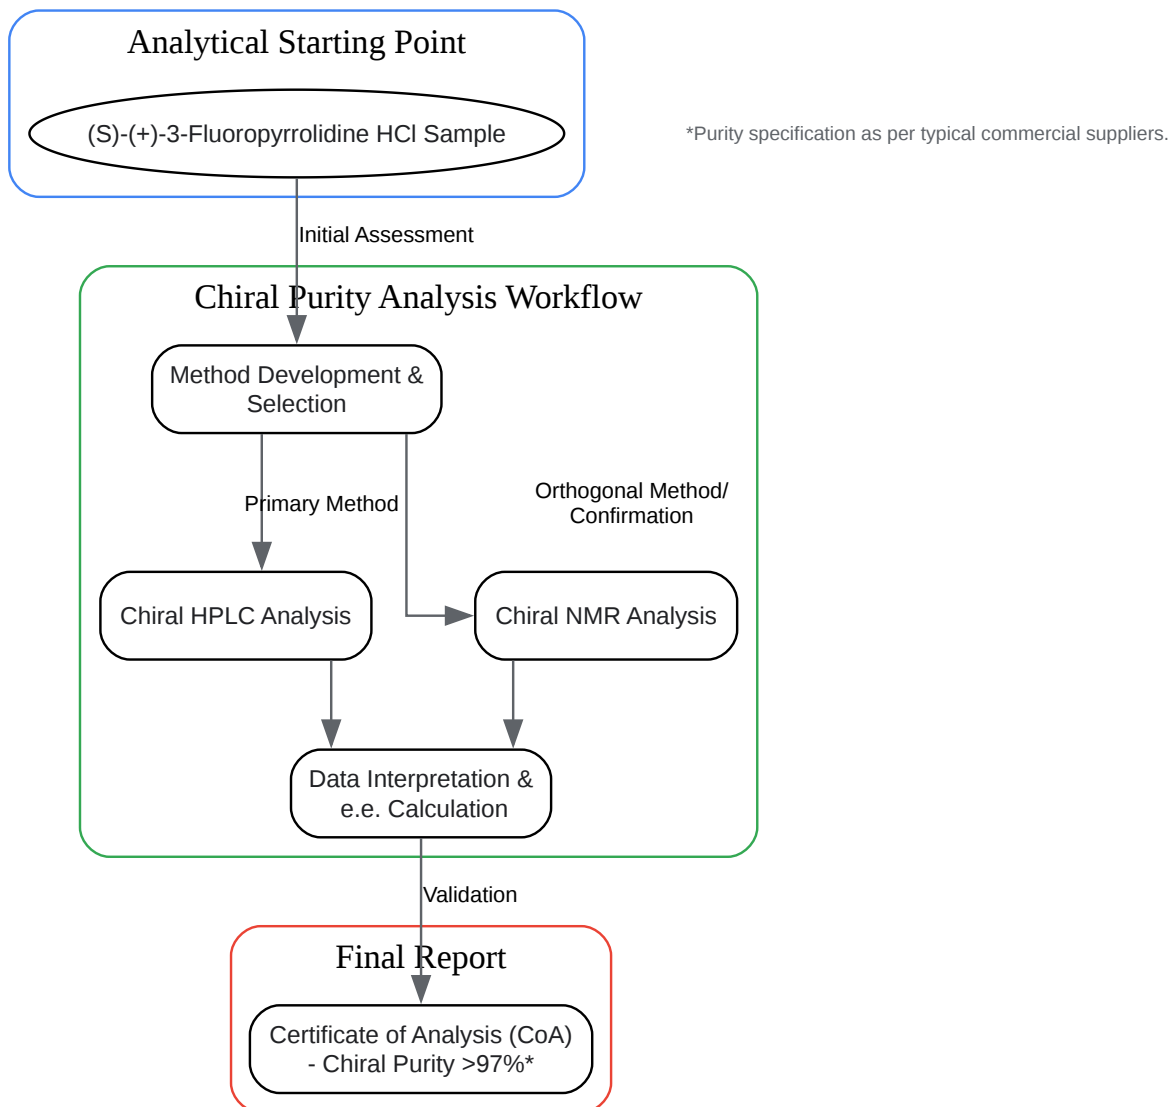 Analytical Starting Point
(S)-(+)-3-Fluoropyrrolidine HCl Sample
*Purity specification as per typical commercial suppliers.
Initial Assessment
Chiral Purity Analysis Workflow
Method Development &
Selection
Primary Method
Orthogonal Method/
Confirmation
Chiral HPLC Analysis
Chiral NMR Analysis
Data Interpretation &
e.e. Calculation
Validation
Final Report
Certificate of Analysis (CoA)
- Chiral Purity >97%*